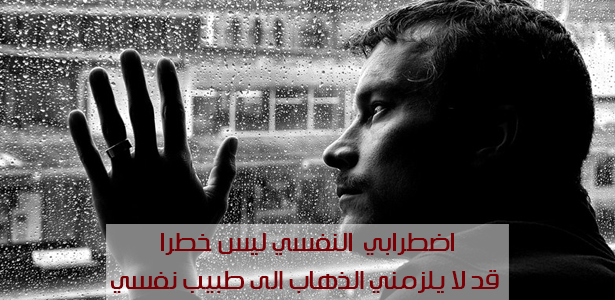 اضطرابي النفسي ليس خطرا
قد لا يلزمني الذهاب الى طبيب نفسي